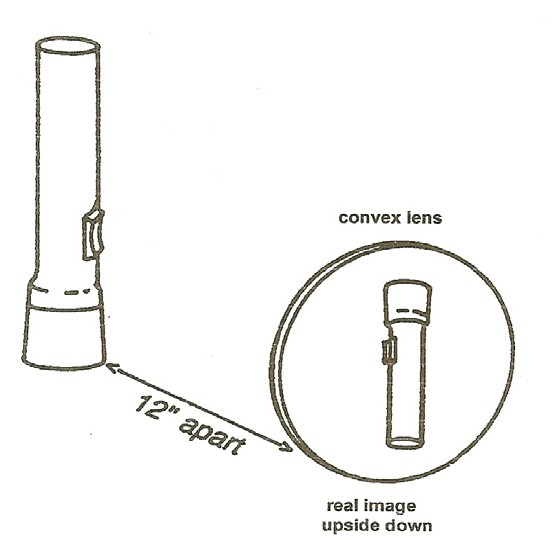 convex lens
12" apart
real image
upside down